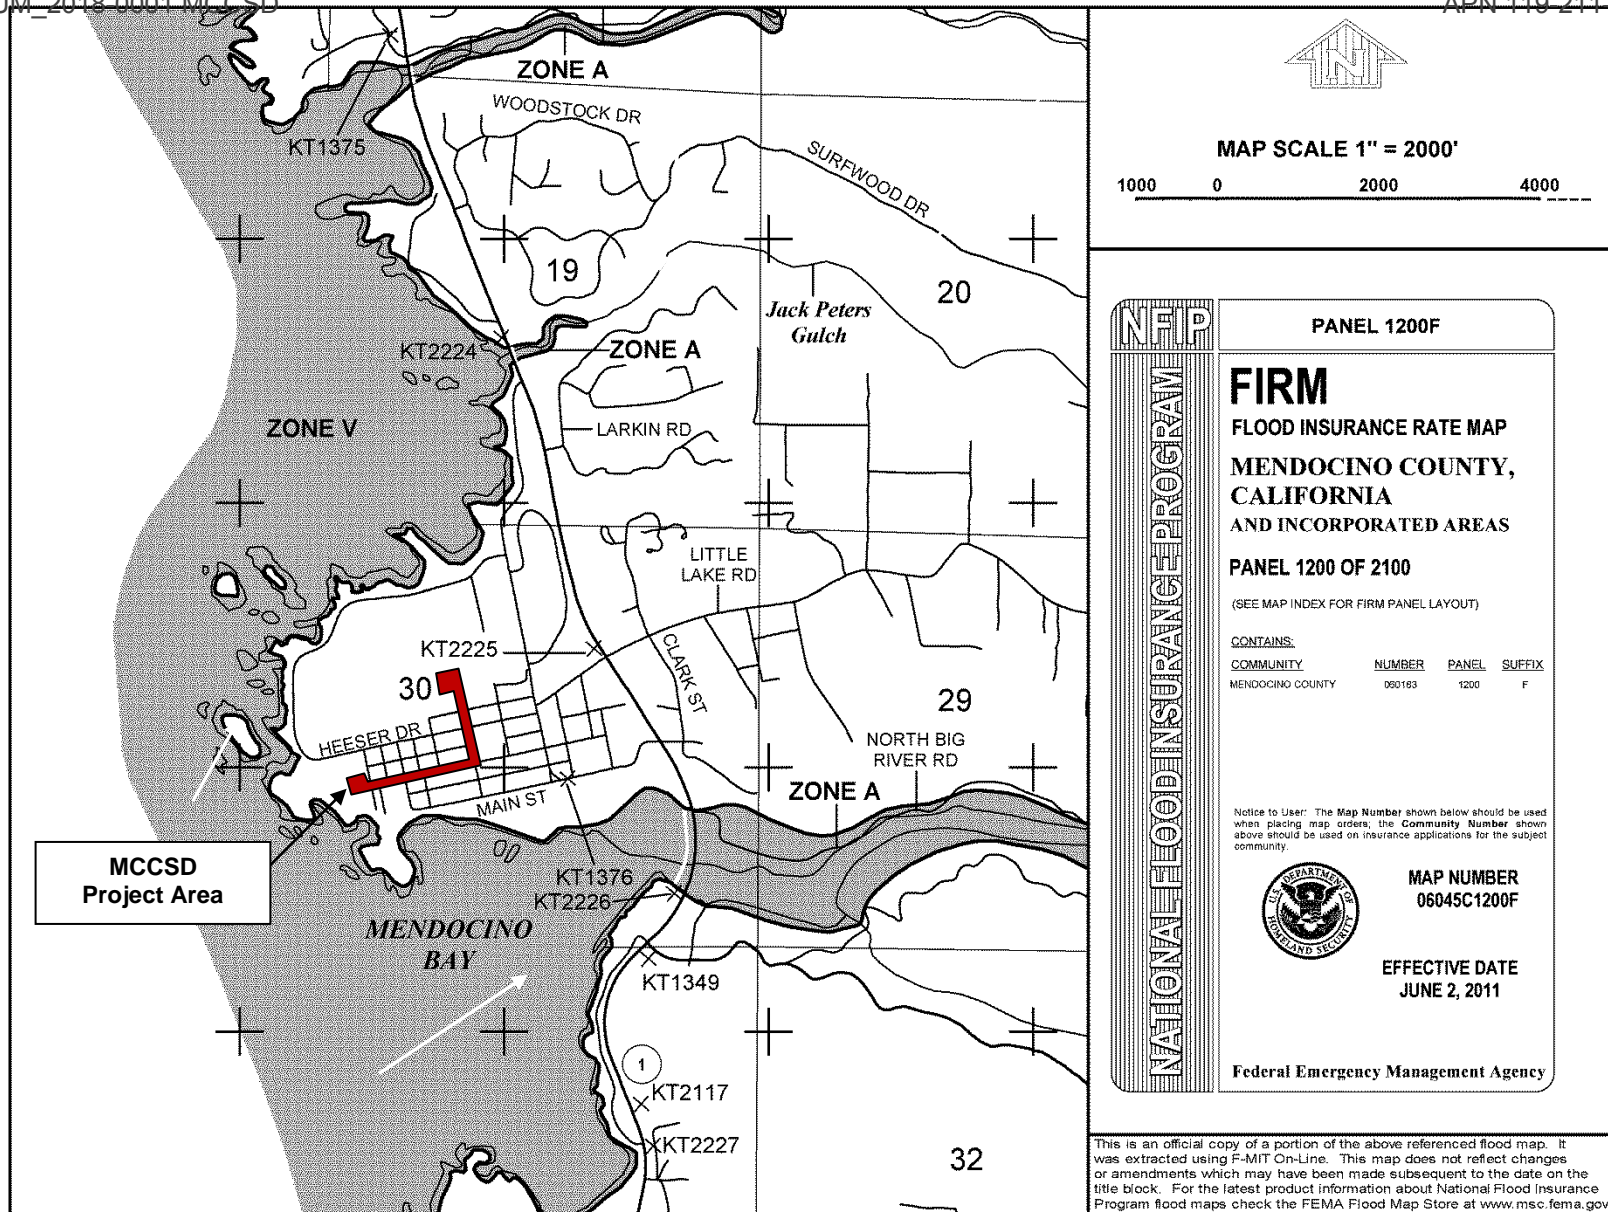 UM_2018-0001 MCCSD
APN 119-211-
ZONE A
WOODSTOCK DR
KT1375
SURFWOOD DR
19
20
Jack Peters
Gulch
KT2224
ZONE A
ZONE V
LARKIN RD
LITTLE
LAKE RD
KT2225
CLARK ST
30
29
HEESER DR
NORTH BIG
RIVER RD
MAIN ST
ZONE A
MCCSD
Project Area
KT1376
KT2226
MENDOCINO
BAY
KT1349
1
KT2117
KT2227
32
N
MAP SCALE 1" = 2000'
1000 0 2000 4000
NFIP
NATIONAL FLOOD INSURANCE PROGRAM
PANEL 1200F
FIRM
FLOOD INSURANCE RATE MAP
MENDOCINO COUNTY,
CALIFORNIA
AND INCORPORATED AREAS
PANEL 1200 OF 2100
(SEE MAP INDEX FOR FIRM PANEL LAYOUT)
CONTAINS:
COMMUNITY NUMBER PANEL SUFFIX
MENDOCINO COUNTY 060183 1200 F
Notice to User: The Map Number shown below should be used
when placing map orders; the Community Number shown
above should be used on insurance applications for the subject
community.
U.S. DEPARTMENT OF HOMELAND SECURITY
MAP NUMBER
06045C1200F
EFFECTIVE DATE
JUNE 2, 2011
Federal Emergency Management Agency
This is an official copy of a portion of the above referenced flood map. It
was extracted using F-MIT On-Line. This map does not reflect changes
or amendments which may have been made subsequent to the date on the
title block. For the latest product information about National Flood Insurance
Program flood maps check the FEMA Flood Map Store at www.msc.fema.gov